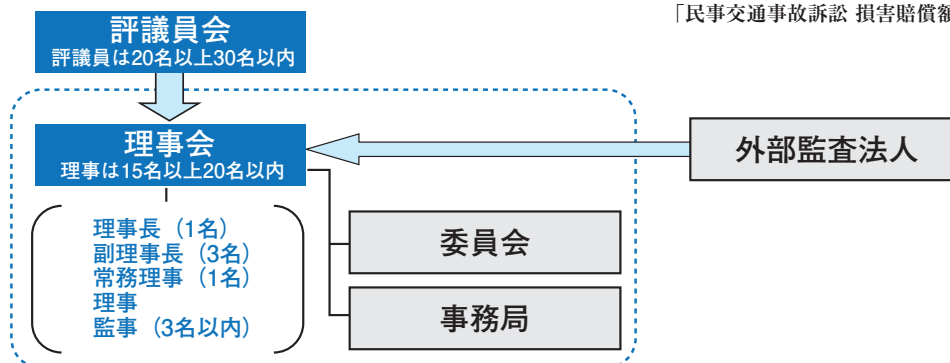 「民事交通事故訴訟 損害賠償額
評議員会
評議員は20名以上30名以内
理事会
理事は15名以上20名以内
外部監査法人
理事長（1名）
副理事長（3名）
常務理事（1名）
理事
監事（3名以内）
委員会
事務局